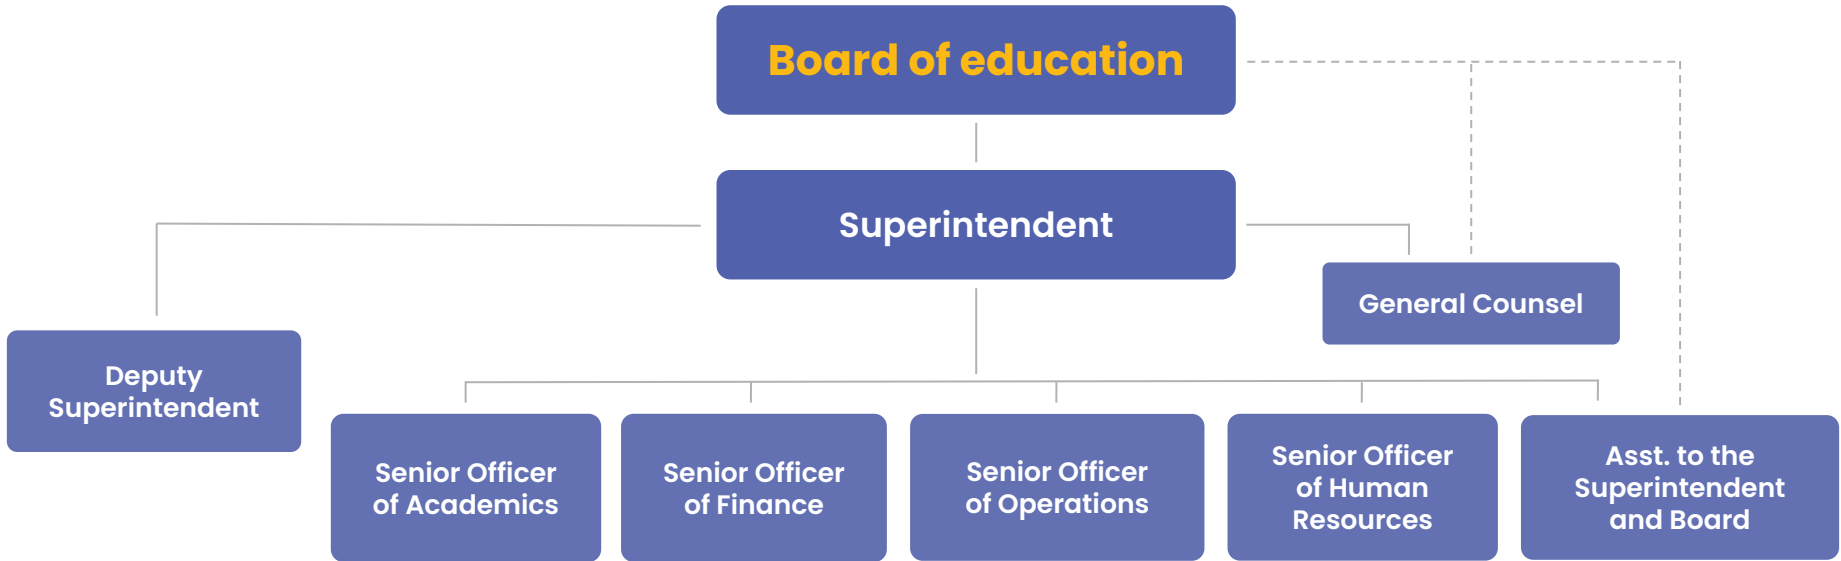 Board of education
Superintendent
General Counsel
Deputy
Superintendent
Senior Officer
of Academics
Senior Officer
of Finance
Senior Officer
of Operations
Senior Officer
of Human
Resources
Asst. to the
Superintendent
and Board